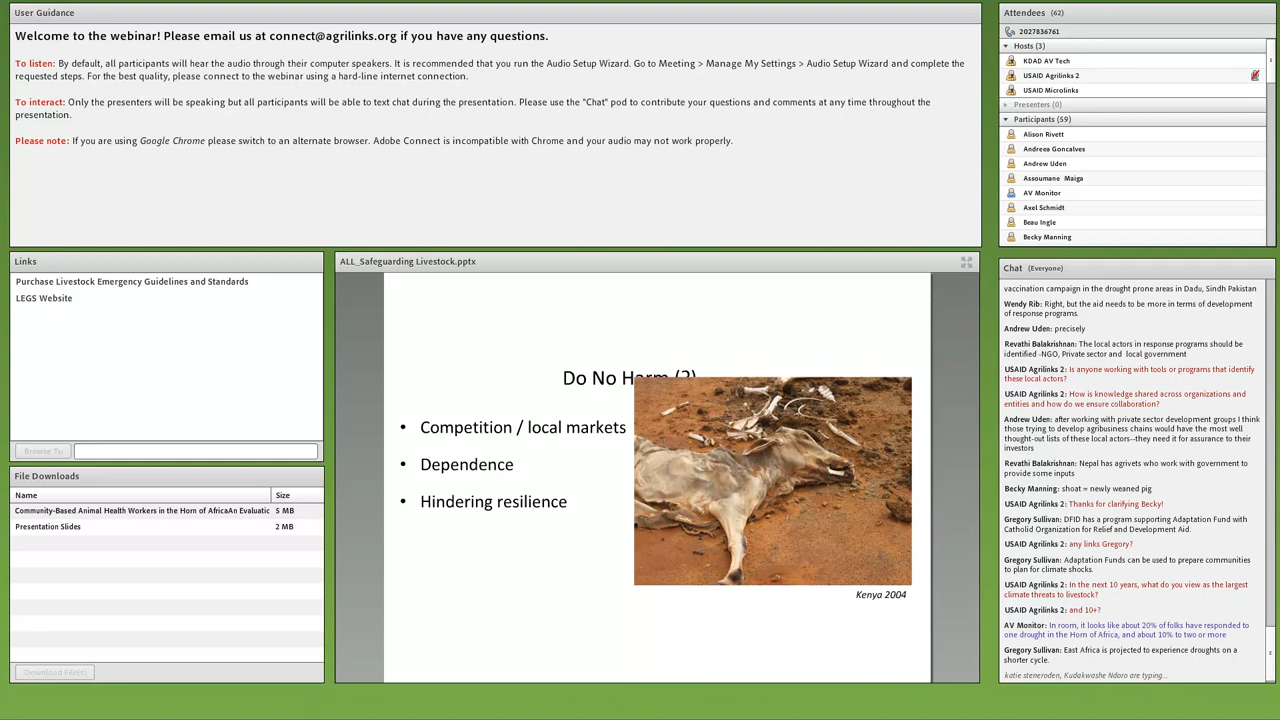 User Guidance
Welcome to the webinar! Please email us at connect@agrilinks.org if you have any questions.
To listen: By default, all participants will hear the audio through their computer speakers. It is recommended that you run the Audio Setup Wizard. Go to Meeting > Manage My Settings > Audio Setup Wizard and complete the
requested steps. For the best quality, please connect to the webinar using a hard-line internet connection.
To interact: Only the presenters will be speaking but all participants will be able to text chat during the presentation. Please use the "Chat" pod to contribute your questions and comments at any time throughout the
presentation.
Please note: If you are using Google Chrome please switch to an alternate browser. Adobe Connect is incompatible with Chrome and your audio may not work properly.
Links
Purchase Livestock Emergency Guidelines and Standards
LEGS Website
Browse To
File Downloads
Name Size
Community-Based Animal Health Workers in the Horn of AfricaAn Evaluatic 5 MB
Presentation Slides 2 MB
Download File(s)
ALL_Safeguarding Livestock.pptx
Do No Harm (2)
• Competition / local markets
• Dependence
• Hindering resilience
Kenya 2004
Attendees (62)
2027836761
Hosts (3)
KDAD AV Tech
USAID Agrilinks 2
USAID Microlinks
Presenters (0)
Participants (59)
Alison Rivett
Andreea Goncalves
Andrew Uden
Assoumane Maiga
AV Monitor
Axel Schmidt
Beau Ingle
Becky Manning
Chat (Everyone)
vaccination campaign in the drought prone areas in Dadu, Sindh Pakistan
Wendy Rib: Right, but the aid needs to be more in terms of development
of response programs.
Andrew Uden: precisely
Revathi Balakrishnan: The local actors in response programs should be
identified -NGO, Private sector and local government
USAID Agrilinks 2: Is anyone working with tools or programs that identify
these local actors?
USAID Agrilinks 2: How is knowledge shared across organizations and
entities and how do we ensure collaboration?
Andrew Uden: after working with private sector development groups I think
those trying to develop agribusiness chains would have the most well
thought-out lists of these local actors--they need it for assurance to their
investors
Revathi Balakrishnan: Nepal has agrivets who work with government to
provide some inputs
Becky Manning: shoat = newly weaned pig
USAID Agrilinks 2: Thanks for clarifying Becky!
Gregory Sullivan: DFID has a program supporting Adaptation Fund with
Catholid Organization for Relief and Development Aid.
USAID Agrilinks 2: any links Gregory?
Gregory Sullivan: Adaptation Funds can be used to prepare communities
to plan for climate shocks.
USAID Agrilinks 2: In the next 10 years, what do you view as the largest
climate threats to livestock?
USAID Agrilinks 2: and 10+?
AV Monitor: In room, it looks like about 20% of folks have responded to
one drought in the Horn of Africa, and about 10% to two or more
Gregory Sullivan: East Africa is projected to experience droughts on a
shorter cycle.
katie steneroden, Kudakwashe Ndoro are typing...